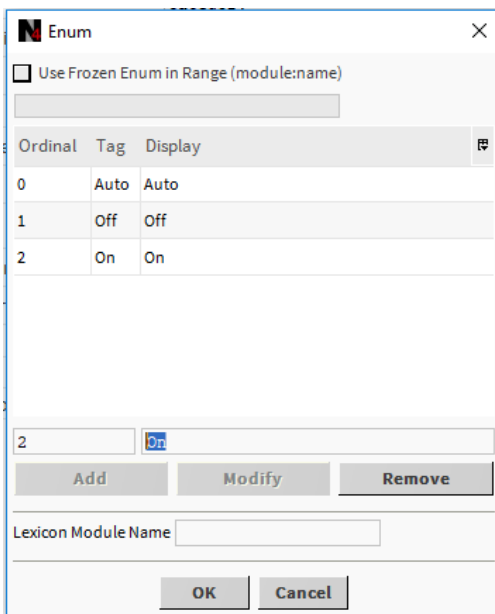 N4 Enum
Use Frozen Enum in Range (module:name)
Ordinal Tag Display
0 Auto Auto
1 Off Off
2 On On
2 On
Add Modify Remove
Lexicon Module Name
OK Cancel